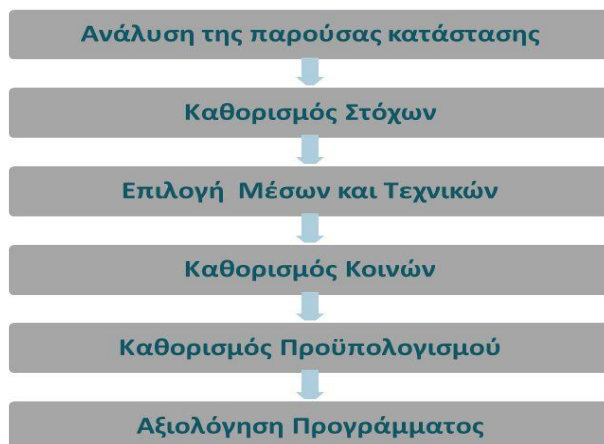 Ανάλυση της παρούσας κατάστασης
Καθορισμός Στόχων
Επιλογή Μέσων και Τεχνικών
Καθορισμός Κοινών
Καθορισμός Προϋπολογισμού
Αξιολόγηση Προγράμματος